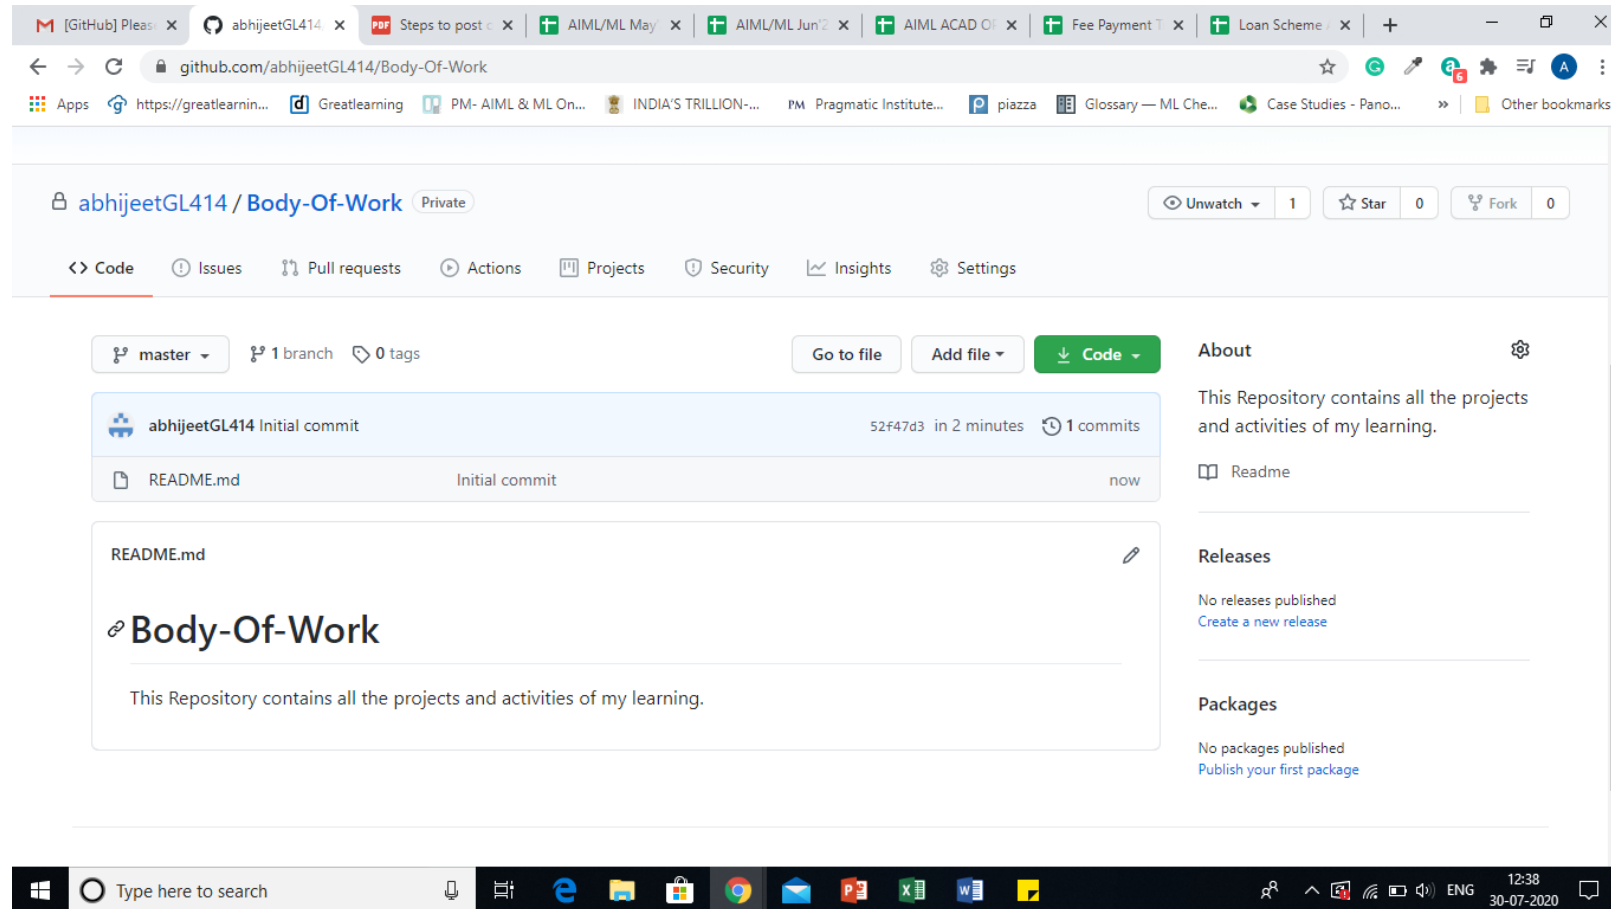 [GitHub] Pleas
abhijeetGL414
PDF Steps to post c
AIML/ML May'
AIML/ML Jun'2
AIML ACAD OP
Fee Payment T
Loan Scheme A
github.com/abhijeetGL414/Body-Of-Work
6
A
Apps https://greatlearnin... Greatlearning PM- AIML & ML On... INDIA'S TRILLION-... PM Pragmatic Institute... piazza Glossary — ML Che... Case Studies - Pano... » Other bookmarks
abhijeetGL414 / Body-Of-Work Private
Unwatch 1 Star 0 Fork 0
Code Issues Pull requests Actions Projects Security Insights Settings
master 1 branch 0 tags Go to file Add file Code
abhijeetGL414 Initial commit 52f47d3 in 2 minutes 1 commits
README.md Initial commit now
README.md
Body-Of-Work
This Repository contains all the projects and activities of my learning.
About
This Repository contains all the projects
and activities of my learning.
Readme
Releases
No releases published
Create a new release
Packages
No packages published
Publish your first package
Type here to search
ENG
12:38
30-07-2020